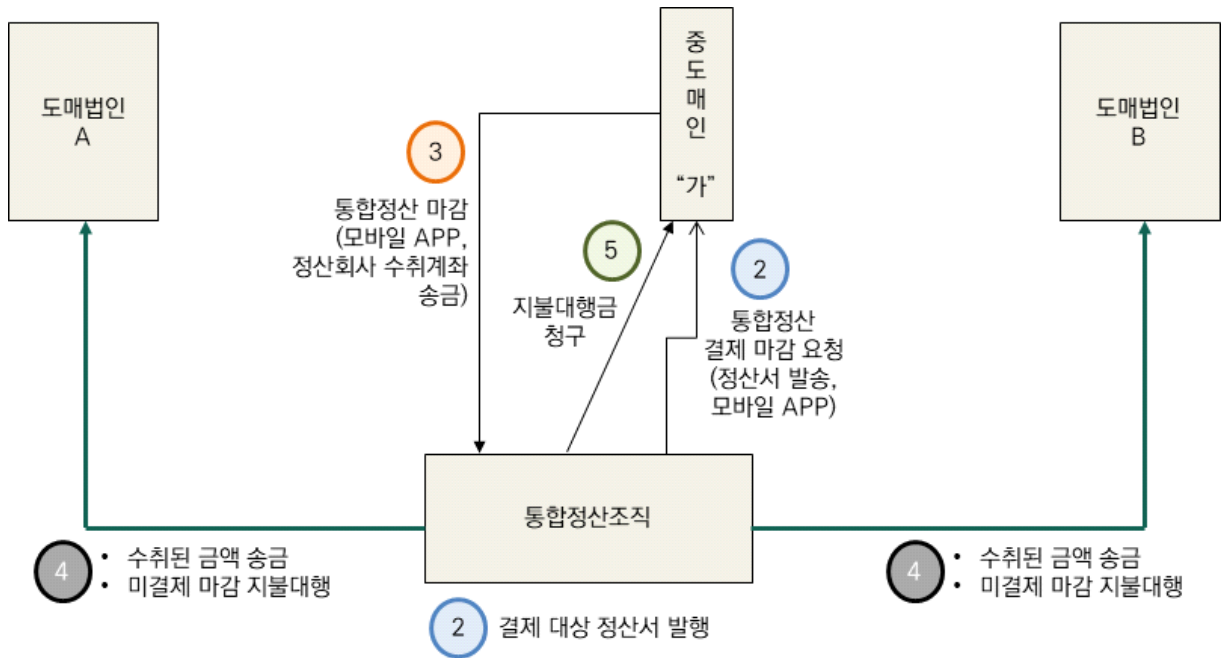 중
도
매
인
“가”
도매법인
A
도매법인
B
3
통합정산 마감
(모바일 APP,
정산회사 수취계좌
송금)
5
지불대행금
청구
2
통합정산
결제 마감 요청
(정산서 발송,
모바일 APP)
통합정산조직
4
• 수취된 금액 송금
• 미결제 마감 지불대행
4
• 수취된 금액 송금
• 미결제 마감 지불대행
2 결제 대상 정산서 발행